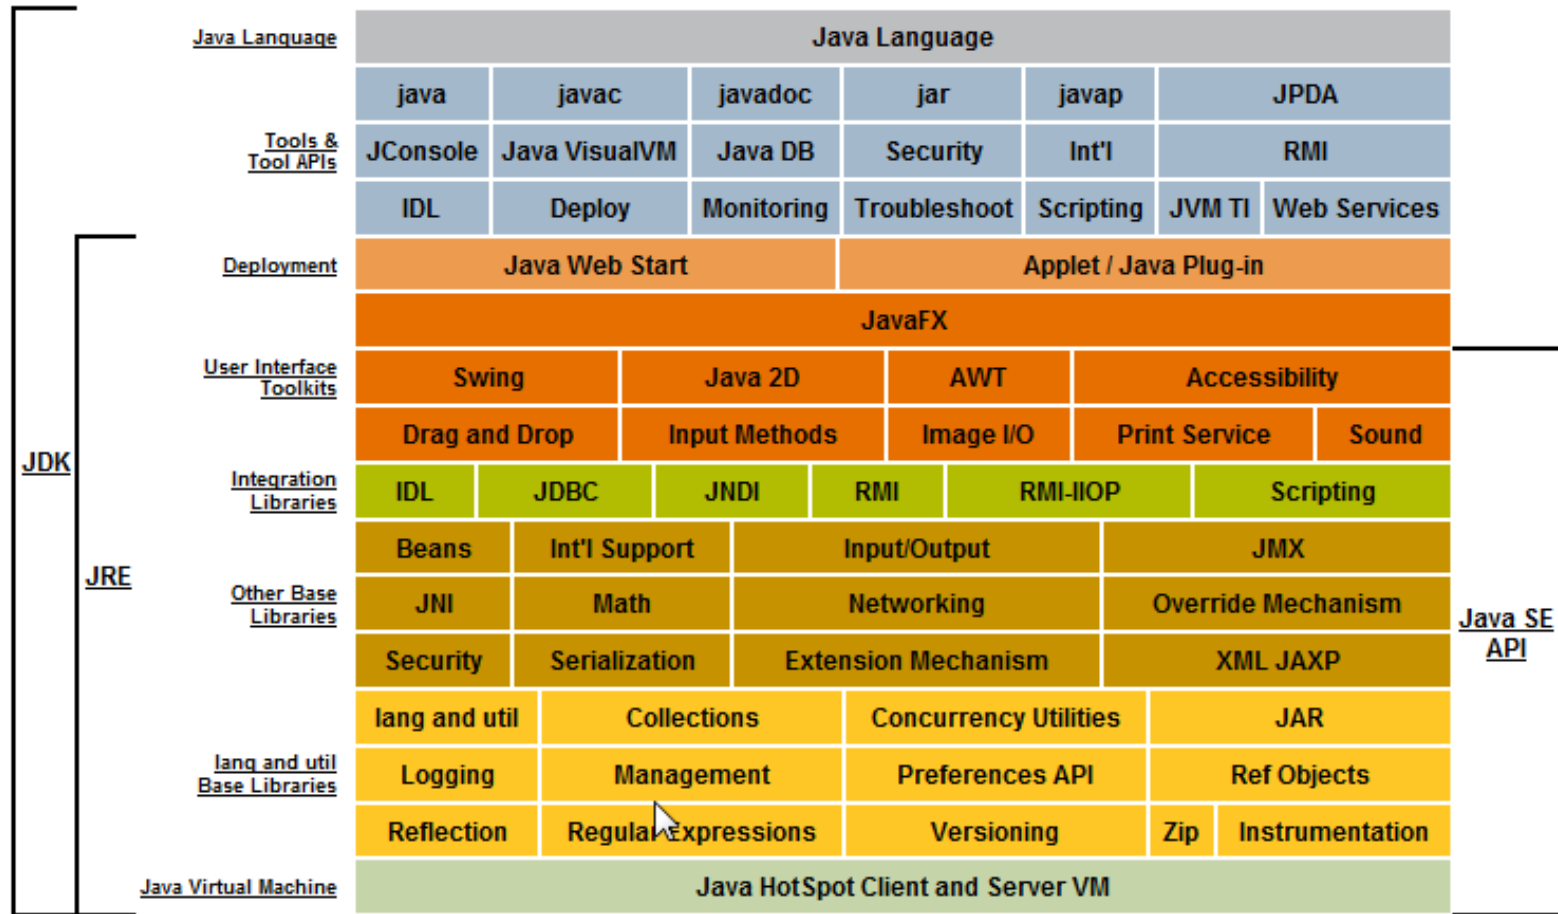 Java Language
Java Language
java javac javadoc jar javap JPDA
Tools &
Tool APIs
JConsole Java VisualVM Java DB Security Int'l RMI
IDL Deploy Monitoring Troubleshoot Scripting JVM TI Web Services
Deployment
Java Web Start Applet / Java Plug-in
JavaFX
User Interface
Toolkits
Swing Java 2D AWT Accessibility
Drag and Drop Input Methods Image I/O Print Service Sound
JDK
Integration
Libraries
IDL JDBC JNDI RMI RMI-IIOP Scripting
Beans Int'l Support Input/Output JMX
JRE
Other Base
Libraries
JNI Math Networking Override Mechanism
Java SE
API
Security Serialization Extension Mechanism XML JAXP
lang and util Collections Concurrency Utilities JAR
lang and util
Base Libraries
Logging Management Preferences API Ref Objects
Reflection Regular Expressions Versioning Zip Instrumentation
Java Virtual Machine
Java HotSpot Client and Server VM